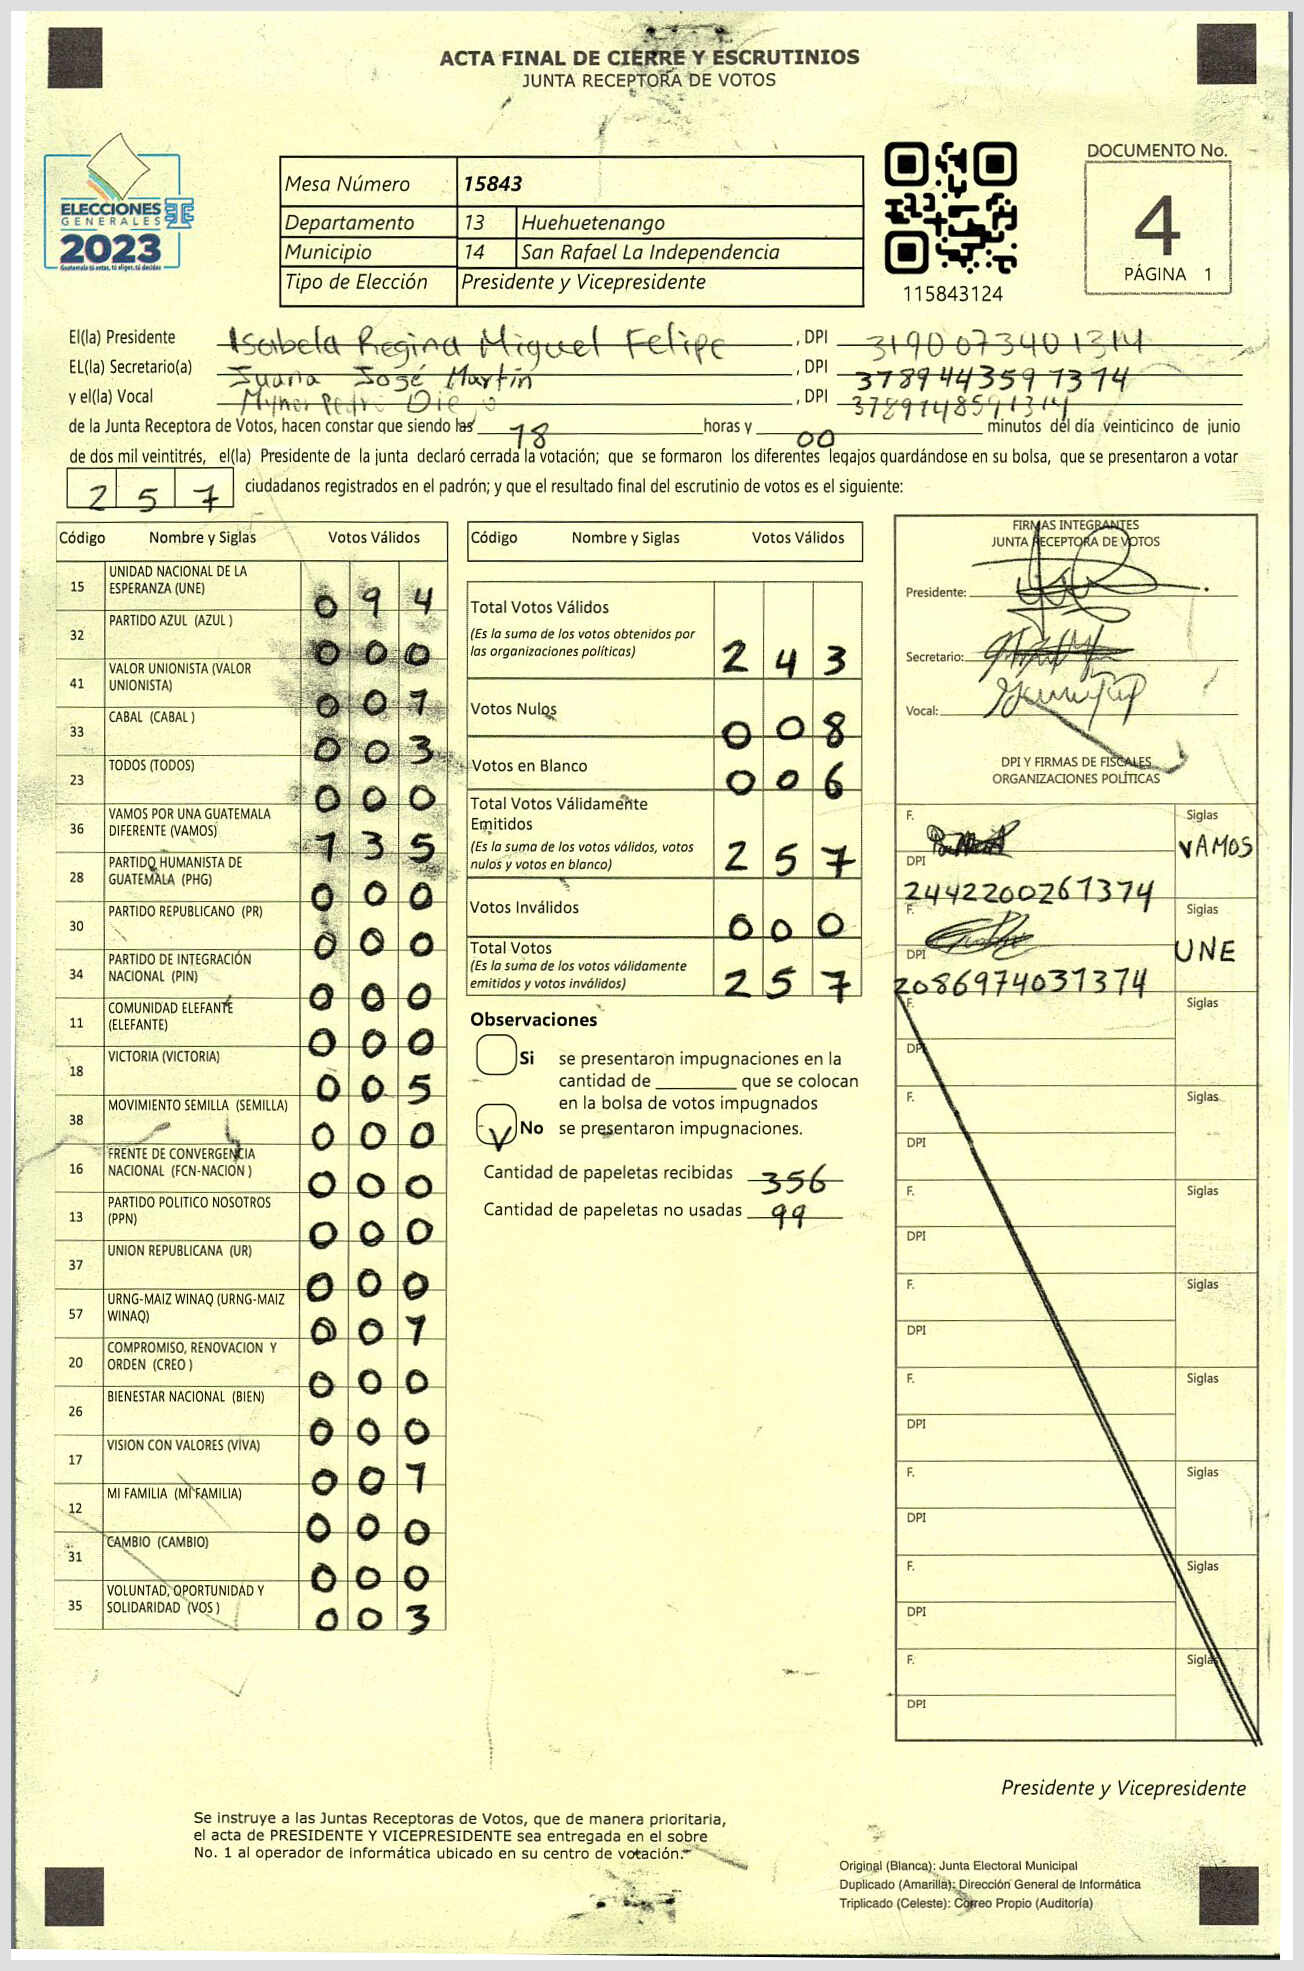 ACTA FINAL DE CIERRE Y ESCRUTINIOS
JUNTA RECEPTORA DE VOTOS
ELECCIONES
GENERALES
2023
Guatemala tú eres, tú eliges, tú decides
Mesa Número 15843
Departamento 13 Huehuetenango
Municipio 14 San Rafael La Independencia
Tipo de Elección Presidente y Vicepresidente
115843124
DOCUMENTO No.
4
PÁGINA 1
El(la) Presidente Isabela Regina Miguel Felipe, DPI 3190073401314
EL(la) Secretario(a) Juana José Martín, DPI 3789443591314
y el(la) Vocal Mynor Pedro Diego, DPI 3789148591314
de la Junta Receptora de Votos, hacen constar que siendo las 18 horas y 00 minutos del día veinticinco de junio
de dos mil veintitrés, el(la) Presidente de la junta declaró cerrada la votación; que se formaron los diferentes legajos guardándose en su bolsa, que se presentaron a votar
257 ciudadanos registrados en el padrón; y que el resultado final del escrutinio de votos es el siguiente:
Código Nombre y Siglas Votos Válidos
15 UNIDAD NACIONAL DE LA
ESPERANZA (UNE) 094
32 PARTIDO AZUL (AZUL ) 000
41 VALOR UNIONISTA (VALOR
UNIONISTA) 001
33 CABAL (CABAL ) 003
23 TODOS (TODOS) 000
36 VAMOS POR UNA GUATEMALA
DIFERENTE (VAMOS) 135
28 PARTIDO HUMANISTA DE
GUATEMALA (PHG) 000
30 PARTIDO REPUBLICANO (PR) 000
34 PARTIDO DE INTEGRACIÓN
NACIONAL (PIN) 000
11 COMUNIDAD ELEFANTE
(ELEFANTE) 000
18 VICTORIA (VICTORIA) 005
38 MOVIMIENTO SEMILLA (SEMILLA) 000
16 FRENTE DE CONVERGENCIA
NACIONAL (FCN-NACION ) 000
13 PARTIDO POLITICO NOSOTROS
(PPN) 000
37 UNION REPUBLICANA (UR) 000
57 URNG-MAIZ WINAQ (URNG-MAIZ
WINAQ) 001
20 COMPROMISO, RENOVACION Y
ORDEN (CREO ) 000
26 BIENESTAR NACIONAL (BIEN) 000
17 VISION CON VALORES (VIVA) 001
12 MI FAMILIA (MI FAMILIA) 000
31 CAMBIO (CAMBIO) 000
35 VOLUNTAD, OPORTUNIDAD Y
SOLIDARIDAD (VOS ) 003
Código Nombre y Siglas Votos Válidos
Total Votos Válidos
(Es la suma de los votos obtenidos por
las organizaciones políticas) 243
Votos Nulos 008
Votos en Blanco 006
Total Votos Válidamente
Emitidos
(Es la suma de los votos válidos, votos
nulos y votos en blanco) 257
Votos Inválidos 000
Total Votos
(Es la suma de los votos válidamente
emitidos y votos inválidos) 257
Observaciones
Si se presentaron impugnaciones en la
cantidad de ________ que se colocan
en la bolsa de votos impugnados
No se presentaron impugnaciones.
Cantidad de papeletas recibidas 356
Cantidad de papeletas no usadas 99
FIRMAS INTEGRANTES
JUNTA RECEPTORA DE VOTOS
Presidente:
Secretario:
Vocal:
DPI Y FIRMAS DE FISCALES
ORGANIZACIONES POLÍTICAS
F. Siglas
VAMOS
DPI
2442200261314
F. Siglas
UNE
DPI
2086974031314
F. Siglas
DPI
F. Siglas
DPI
F. Siglas
DPI
F. Siglas
DPI
F. Siglas
DPI
F. Siglas
DPI
F. Siglas
DPI
F. Siglas
DPI
Presidente y Vicepresidente
Se instruye a las Juntas Receptoras de Votos, que de manera prioritaria,
el acta de PRESIDENTE Y VICEPRESIDENTE sea entregada en el sobre
No. 1 al operador de informática ubicado en su centro de votación.
Original (Blanca): Junta Electoral Municipal
Duplicado (Amarilla): Dirección General de Informática
Triplicado (Celeste): Correo Propio (Auditoría)